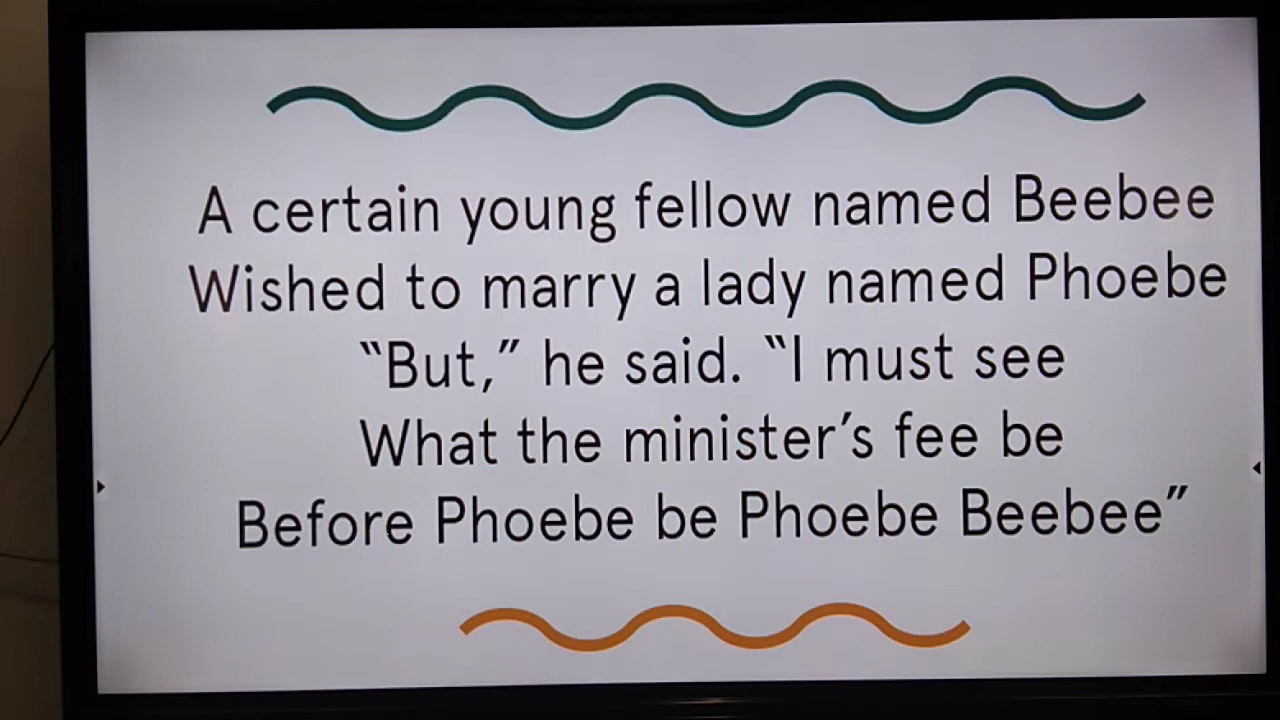 A certain young fellow named Beebee
Wished to marry a lady named Phoebe
“But,” he said. “I must see
What the minister’s fee be
Before Phoebe be Phoebe Beebee”